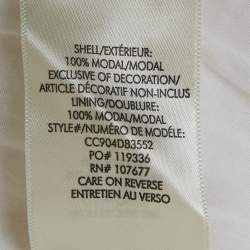 SHELL/EXTÉRIEUR:
100% MODAL/MODAL
EXCLUSIVE OF DECORATION/
ARTICLE DÉCORATIF NON-INCLUS
LINING/DOUBLURE:
100% MODAL/MODAL
STYLE#/NUMÉRO DE MODÈLE:
CC904D83552
PO# 119336
RN# 107677
CARE ON REVERSE
ENTRETIEN AU VERSO